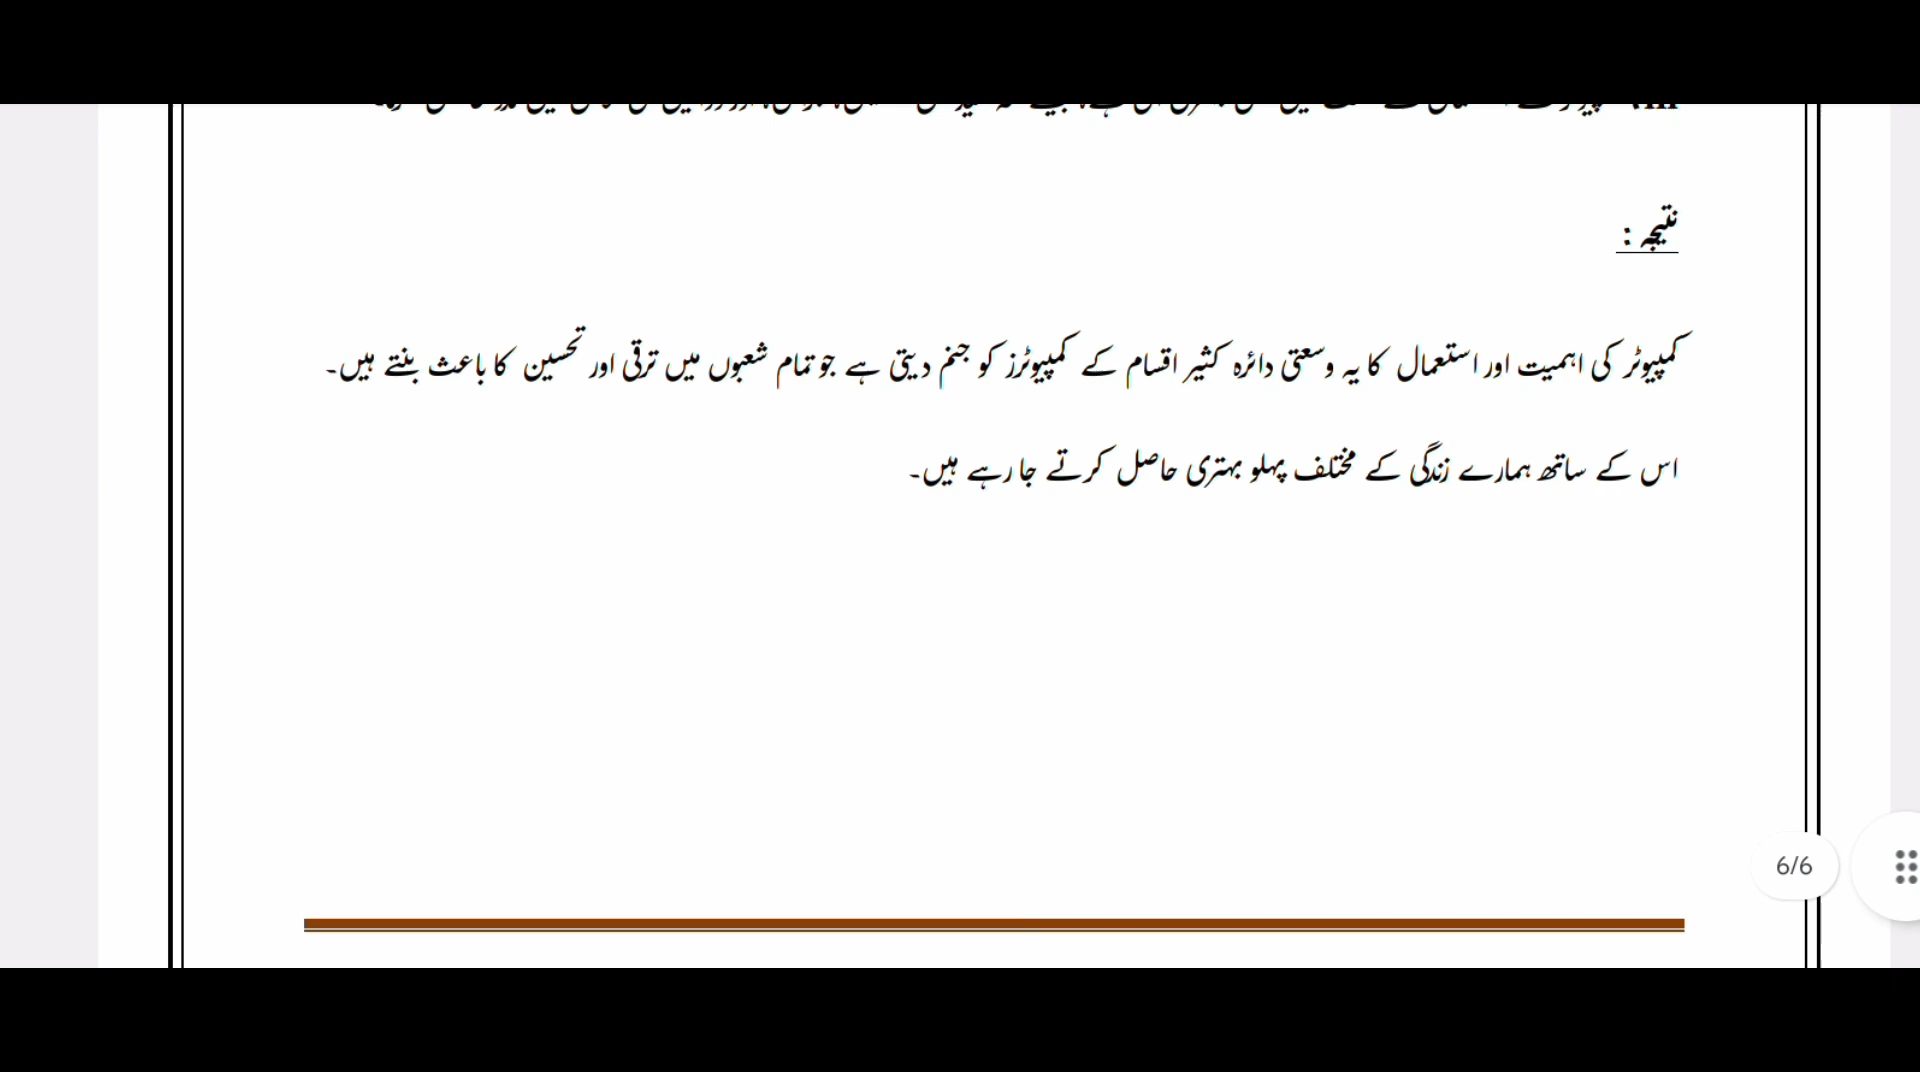 نتیجہ :
کمپیوٹر کی اہمیت اور استعمال کا یہ وسعتی دائرہ کثیر اقسام کے کمپیوٹرز کو جنم دیتی ہے جو تمام شعبوں میں ترقی اور تحسین کا باعث بنتے ہیں۔
اس کے ساتھ ہمارے زندگی کے مختلف پہلو بہتری حاصل کرتے جا رہے ہیں۔
6/6